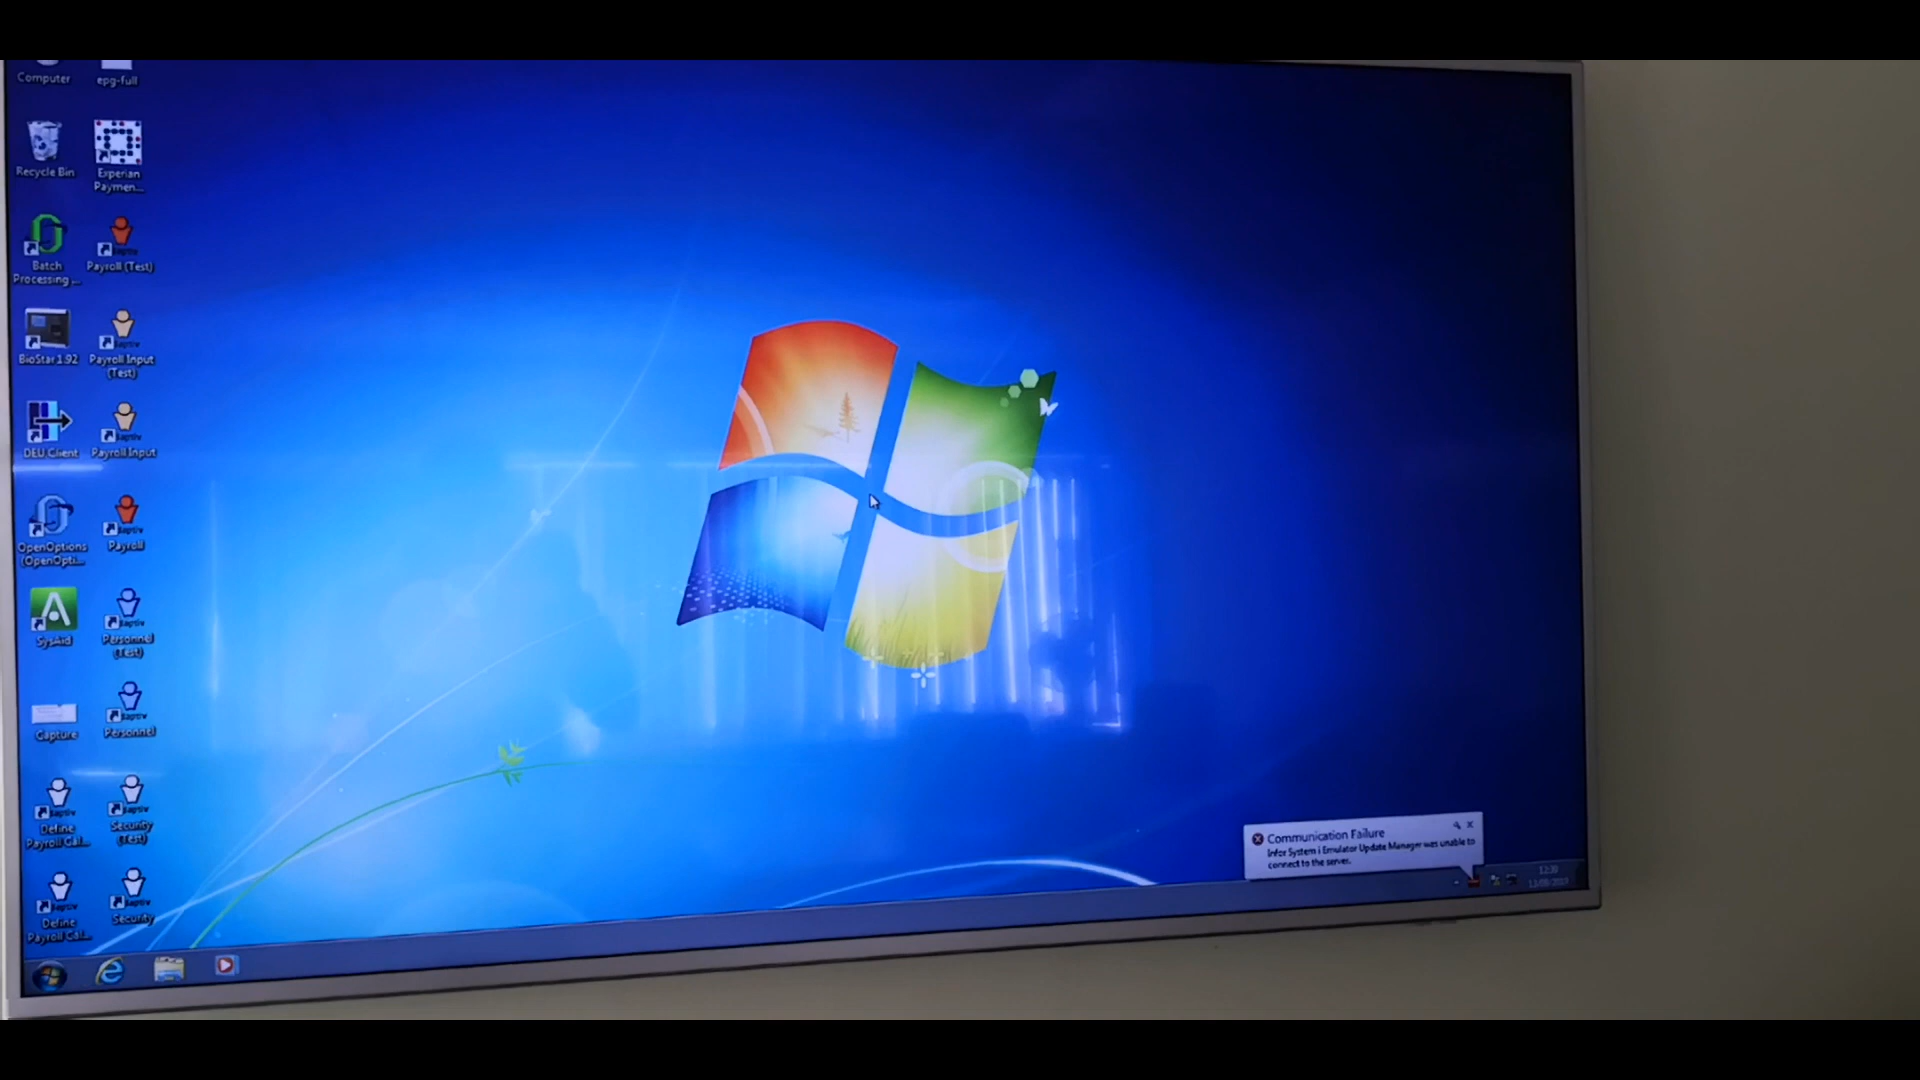 Computer
epg-full
Recycle Bin
Experian
Paymen...
Batch
Processing ...
Payroll (Test)
BioStar 1.92
Payroll Input
(Test)
DEU Client
Payroll Input
OpenOptions
(OpenOpti...
Payroll
SysAid
Personnel
(Test)
Capture
Personnel
Define
Payroll Cal...
Security
(Test)
Define
Payroll Cal...
Security
Communication Failure
Infor System i Emulator Update Manager was unable to
connect to the server.